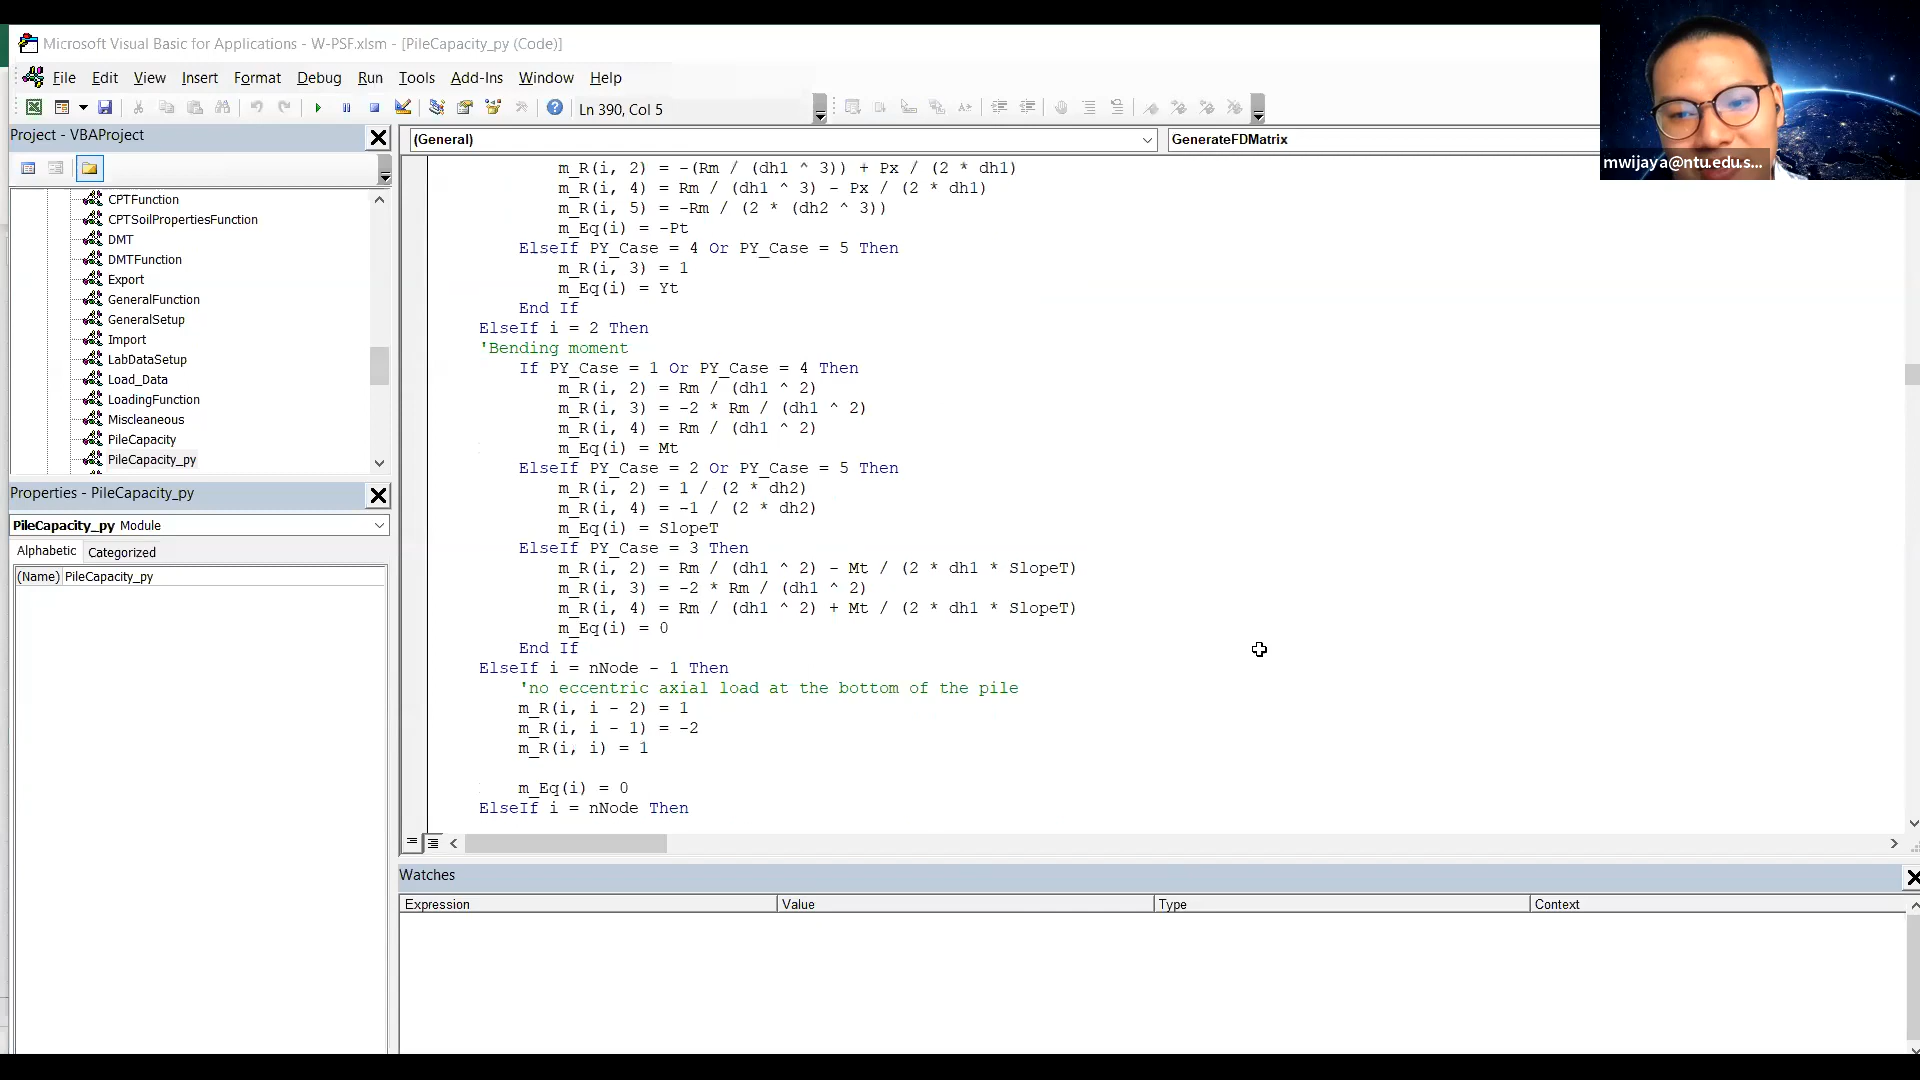 Microsoft Visual Basic for Applications - W-PSF.xlsm - [PileCapacity_py (Code)]
File Edit View Insert Format Debug Run Tools Add-Ins Window Help
Ln 390, Col 5
mwijaya@ntu.edu.s...
Project - VBAProject
CPTFunction
CPTSoilPropertiesFunction
DMT
DMTFunction
Export
GeneralFunction
GeneralSetup
Import
LabDataSetup
Load_Data
LoadingFunction
Miscleaneous
PileCapacity
PileCapacity_py
Properties - PileCapacity_py
PileCapacity_py Module
Alphabetic Categorized
(Name) PileCapacity_py
(General) GenerateFDMatrix
m_R(i, 2) = -(Rm / (dh1 ^ 3)) + Px / (2 * dh1)
m_R(i, 4) = Rm / (dh1 ^ 3) - Px / (2 * dh1)
m_R(i, 5) = -Rm / (2 * (dh2 ^ 3))
m_Eq(i) = -Pt
ElseIf PY_Case = 4 Or PY_Case = 5 Then
m_R(i, 3) = 1
m_Eq(i) = Yt
End If
ElseIf i = 2 Then
'Bending moment
If PY_Case = 1 Or PY_Case = 4 Then
m_R(i, 2) = Rm / (dh1 ^ 2)
m_R(i, 3) = -2 * Rm / (dh1 ^ 2)
m_R(i, 4) = Rm / (dh1 ^ 2)
m_Eq(i) = Mt
ElseIf PY_Case = 2 Or PY_Case = 5 Then
m_R(i, 2) = 1 / (2 * dh2)
m_R(i, 4) = -1 / (2 * dh2)
m_Eq(i) = SlopeT
ElseIf PY_Case = 3 Then
m_R(i, 2) = Rm / (dh1 ^ 2) - Mt / (2 * dh1 * SlopeT)
m_R(i, 3) = -2 * Rm / (dh1 ^ 2)
m_R(i, 4) = Rm / (dh1 ^ 2) + Mt / (2 * dh1 * SlopeT)
m_Eq(i) = 0
End If
ElseIf i = nNode - 1 Then
'no eccentric axial load at the bottom of the pile
m_R(i, i - 2) = 1
m_R(i, i - 1) = -2
m_R(i, i) = 1
m_Eq(i) = 0
ElseIf i = nNode Then
Watches
Expression Value Type Context